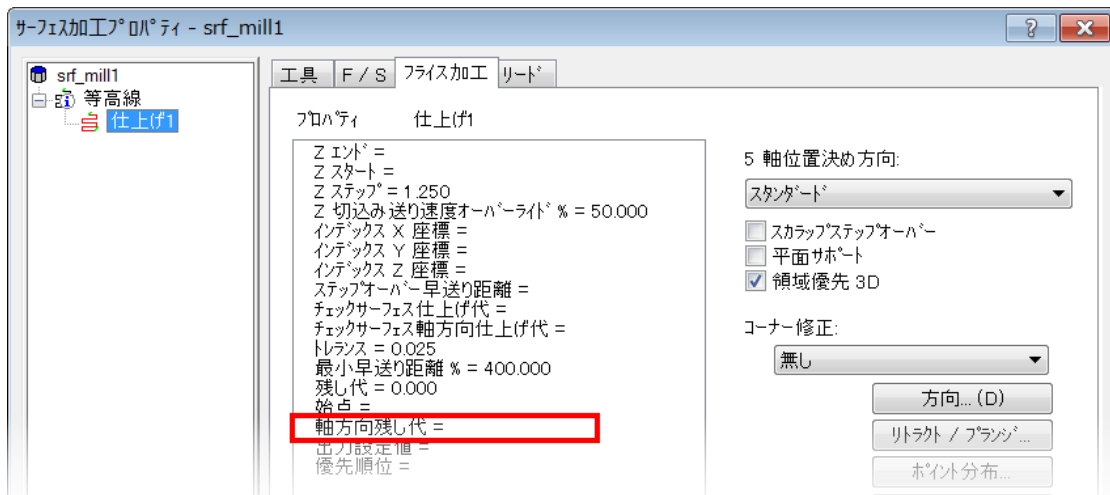 サーフェス加工プロパティ - srf_mill1
srf_mill1
等高線
仕上げ1
工具
F / S
フライス加工
リード
プロパティ 仕上げ1
Z エンド =
Z スタート =
Z ステップ = 1.250
Z 切込み送り速度オーバーライド % = 50.000
インデックス X 座標 =
インデックス Y 座標 =
インデックス Z 座標 =
ステップオーバー早送り距離 =
チェックサーフェス仕上げ代 =
チェックサーフェス軸方向仕上げ代 =
トレランス = 0.025
最小早送り距離 % = 400.000
残し代 = 0.000
始点 =
軸方向残し代 =
出力設定値 =
優先順位 =
5 軸位置決め方向:
スタンダード
スカラップステップオーバー
平面サポート
領域優先 3D
コーナー修正:
無し
方向... (D)
リトラクト / プランジ...
ポイント分布...